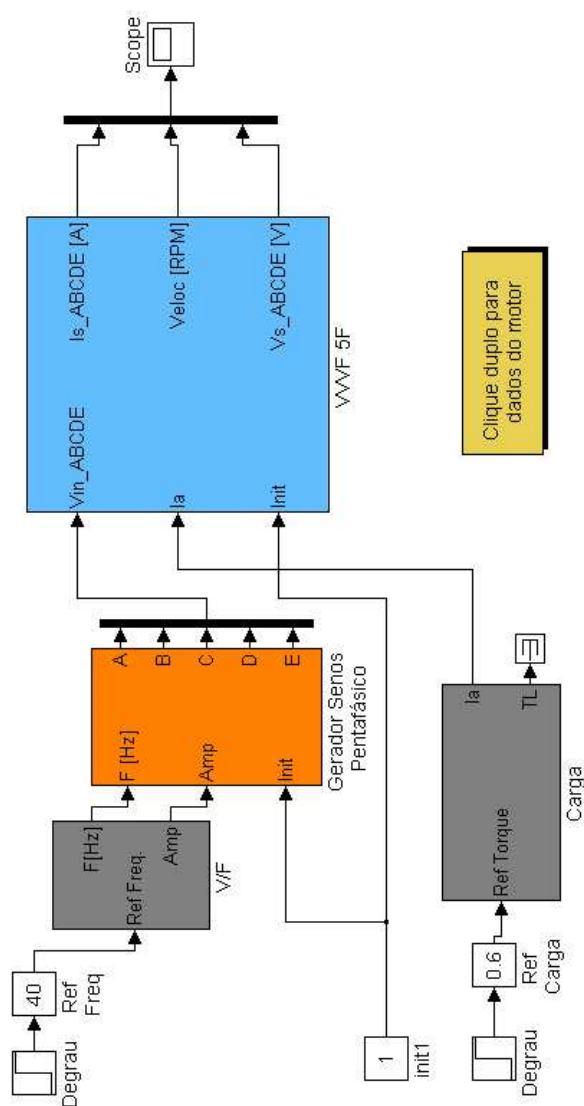 Degrau
40
Ref
Freq
Ref Freq.
F[Hz]
Amp
V/F
F [Hz]
Amp
Init
A
B
C
D
E
Gerador Senos
Pentafásico
Vin_ABCDE
Ia
Init
Is_ABCDE [A]
Veloc [RPM]
Vs_ABCDE [V]
VVVF 5F
Scope
1
init1
Degrau
0.6
Ref
Carga
Ref Torque
Ia
TL
Carga
Clique duplo para
dados do motor